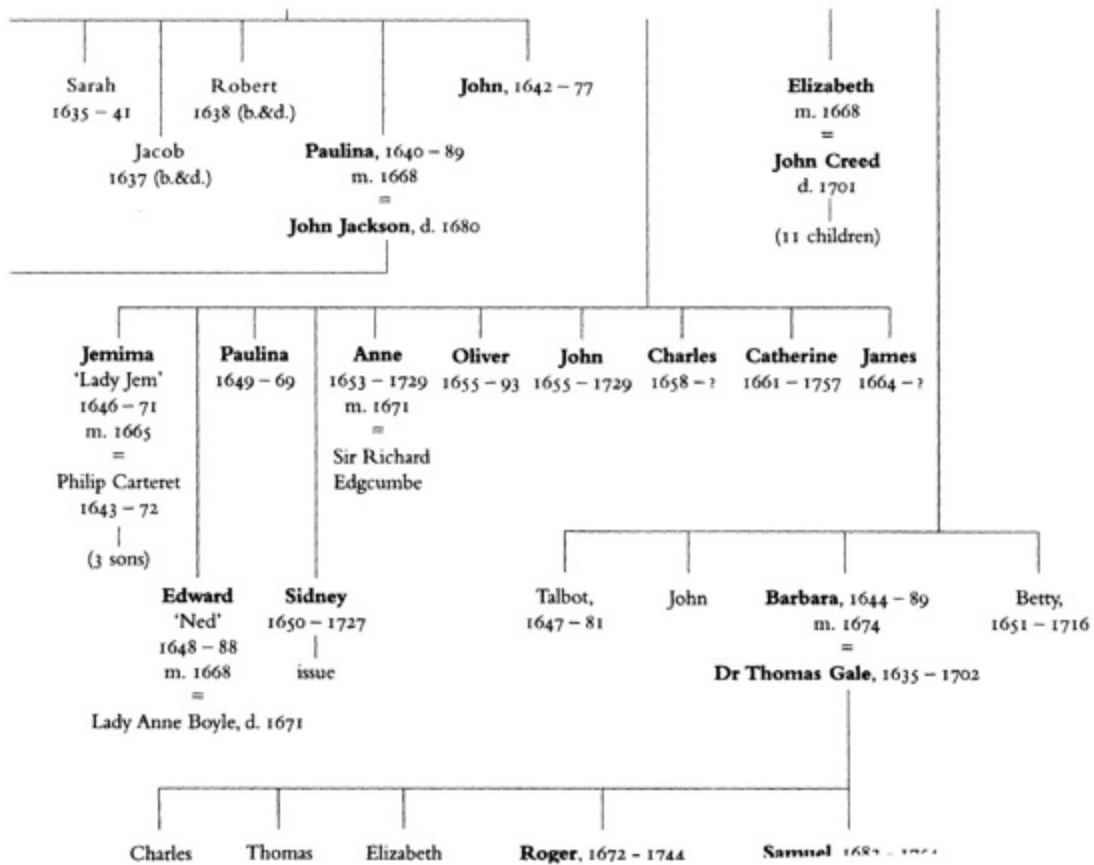 Sarah
1635 – 41
Robert
1638 (b.&d.)
John, 1642 – 77
Elizabeth
m. 1668
=
John Creed
d. 1701
(11 children)
Jacob
1637 (b.&d.)
Paulina, 1640 – 89
m. 1668
=
John Jackson, d. 1680
Jemima
'Lady Jem'
1646 – 71
m. 1665
=
Philip Carteret
1643 – 72
(3 sons)
Paulina
1649 – 69
Anne
1653 – 1729
m. 1671
=
Sir Richard
Edgcumbe
Oliver
1655 – 93
John
1655 – 1729
Charles
1658 – ?
Catherine
1661 – 1757
James
1664 – ?
Edward
'Ned'
1648 – 88
m. 1668
=
Lady Anne Boyle, d. 1671
Sidney
1650 – 1727
issue
Talbot,
1647 – 81
John
Barbara, 1644 – 89
m. 1674
=
Dr Thomas Gale, 1635 – 1702
Betty,
1651 – 1716
Charles
Thomas
Elizabeth
Roger, 1672 – 1744
Samuel,